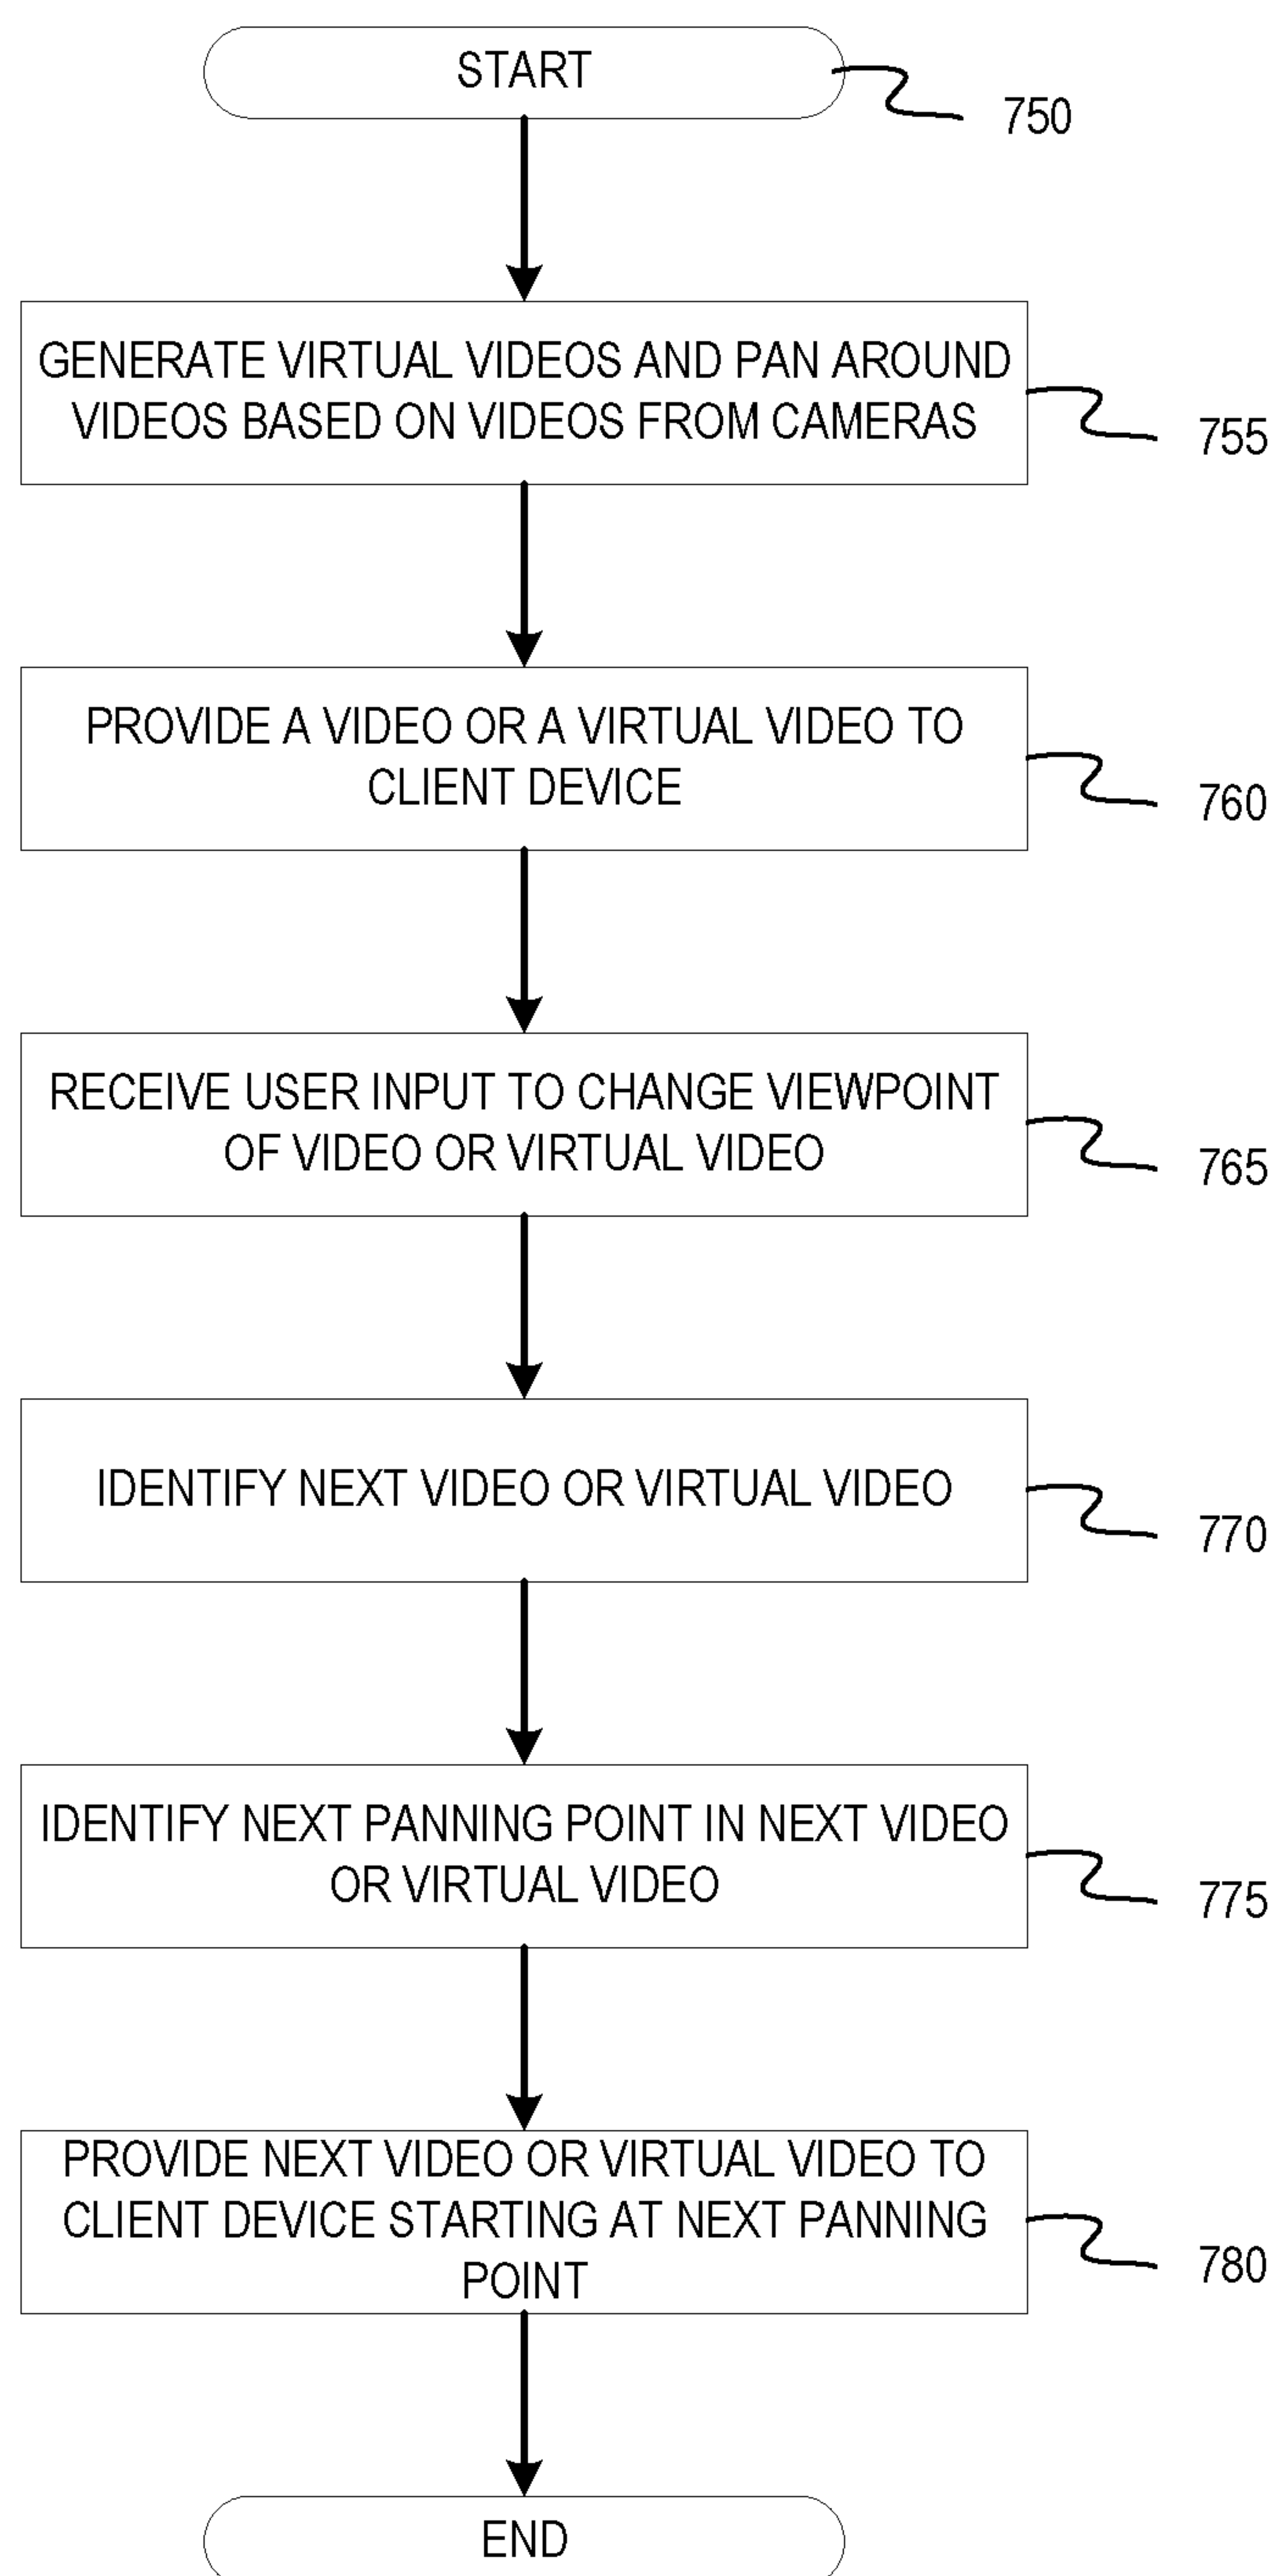 START
750
GENERATE VIRTUAL VIDEOS AND PAN AROUND
VIDEOS BASED ON VIDEOS FROM CAMERAS
755
PROVIDE A VIDEO OR A VIRTUAL VIDEO TO
CLIENT DEVICE
760
RECEIVE USER INPUT TO CHANGE VIEWPOINT
OF VIDEO OR VIRTUAL VIDEO
765
IDENTIFY NEXT VIDEO OR VIRTUAL VIDEO
770
IDENTIFY NEXT PANNING POINT IN NEXT VIDEO
OR VIRTUAL VIDEO
775
PROVIDE NEXT VIDEO OR VIRTUAL VIDEO TO
CLIENT DEVICE STARTING AT NEXT PANNING
POINT
780
END